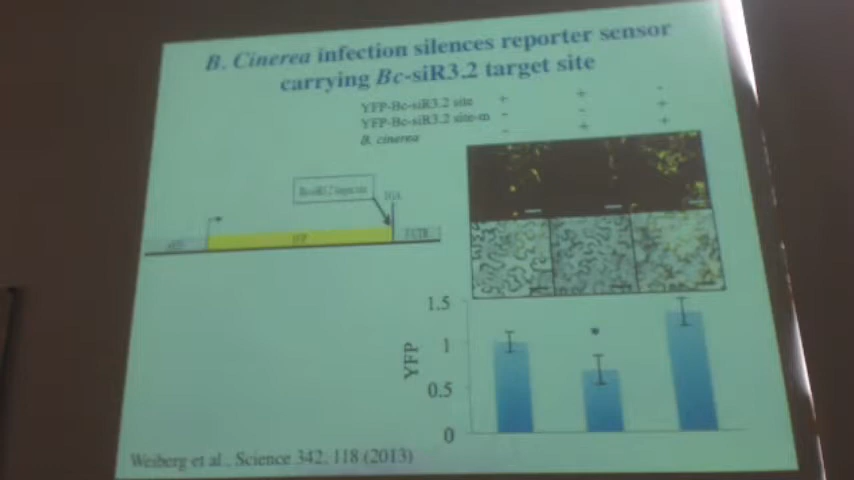 B. Cinerea infection silences reporter sensor
carrying Bc-siR3.2 target site
YFP-Bc-siR3.2 site + + -
YFP-Bc-siR3.2 site-m - - +
B. cinerea - + +
1.5
1
0.5
0
YFP
*
Weiberg et al., Science 342, 118 (2013)